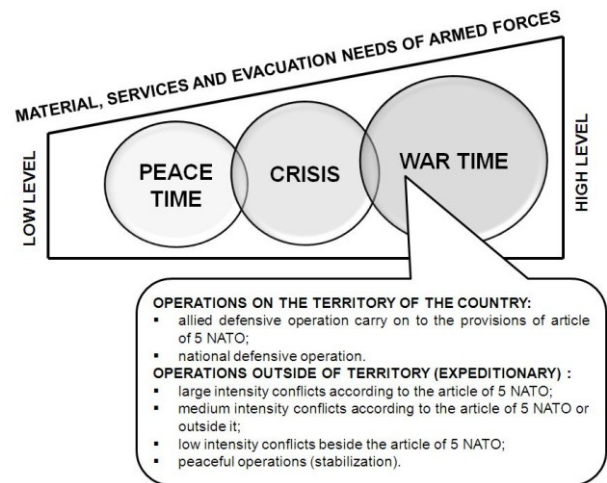 MATERIAL, SERVICES AND EVACUATION NEEDS OF ARMED FORCES
LOW LEVEL
PEACE
TIME
CRISIS
WAR TIME
HIGH LEVEL
OPERATIONS ON THE TERRITORY OF THE COUNTRY:
▪ allied defensive operation carry on to the provisions of article
of 5 NATO;
▪ national defensive operation.
OPERATIONS OUTSIDE OF TERRITORY (EXPEDITIONARY) :
▪ large intensity conflicts according to the article of 5 NATO;
▪ medium intensity conflicts according to the article of 5 NATO or
outside it;
▪ low intensity conflicts beside the article of 5 NATO;
▪ peaceful operations (stabilization).